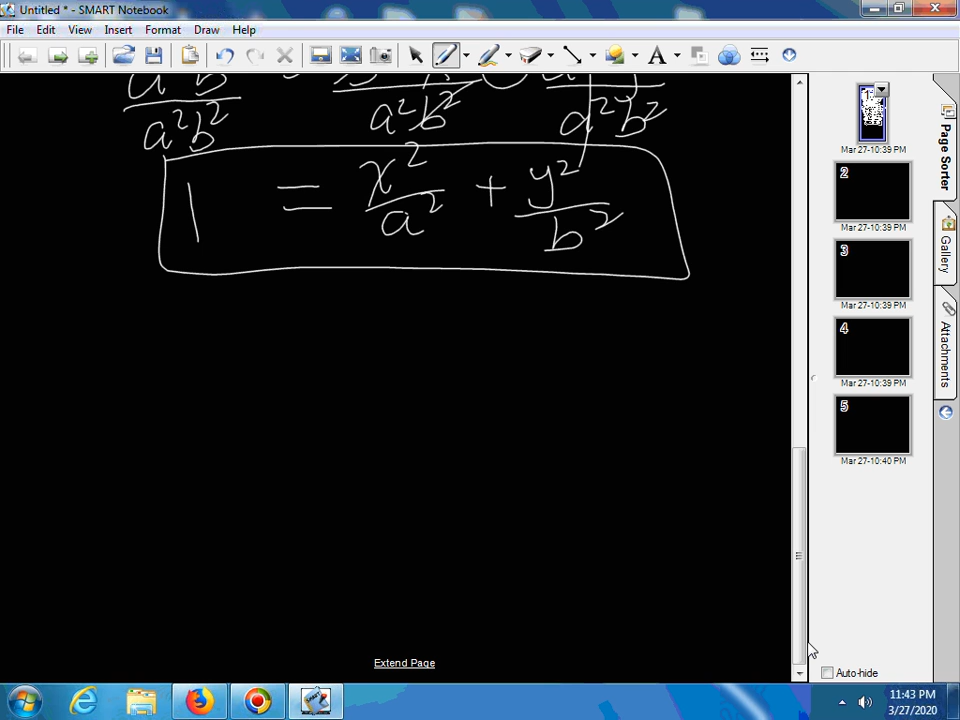 Untitled * - SMART Notebook
File Edit View Insert Format Draw Help
a²b² a²b² a²b²
1 = x²/a² + y²/b²
Extend Page
Mar 27-10:39 PM
2
Mar 27-10:39 PM
3
Mar 27-10:39 PM
4
Mar 27-10:39 PM
5
Mar 27-10:40 PM
Page Sorter
Gallery
Attachments
Auto-hide
11:43 PM
3/27/2020